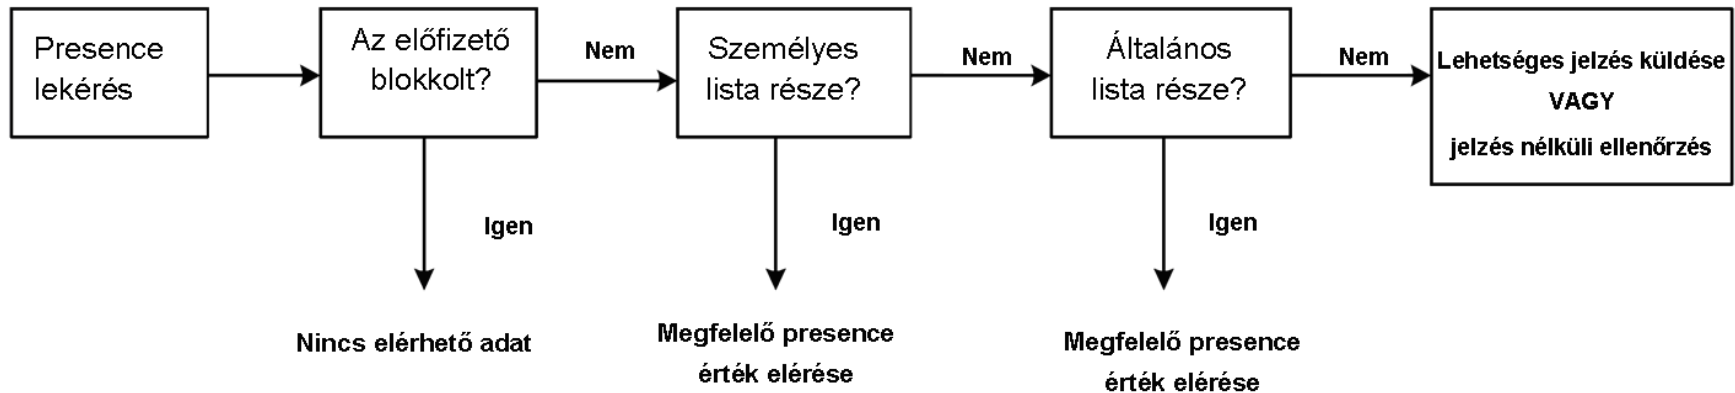 Presence
lekérés
Az előfizető
blokkolt?
Nem
Személyes
lista része?
Nem
Általános
lista része?
Nem
Lehetséges jelzés küldése
VAGY
jelzés nélküli ellenőrzés
Igen
Igen
Igen
Nincs elérhető adat
Megfelelő presence
érték elérése
Megfelelő presence
érték elérése